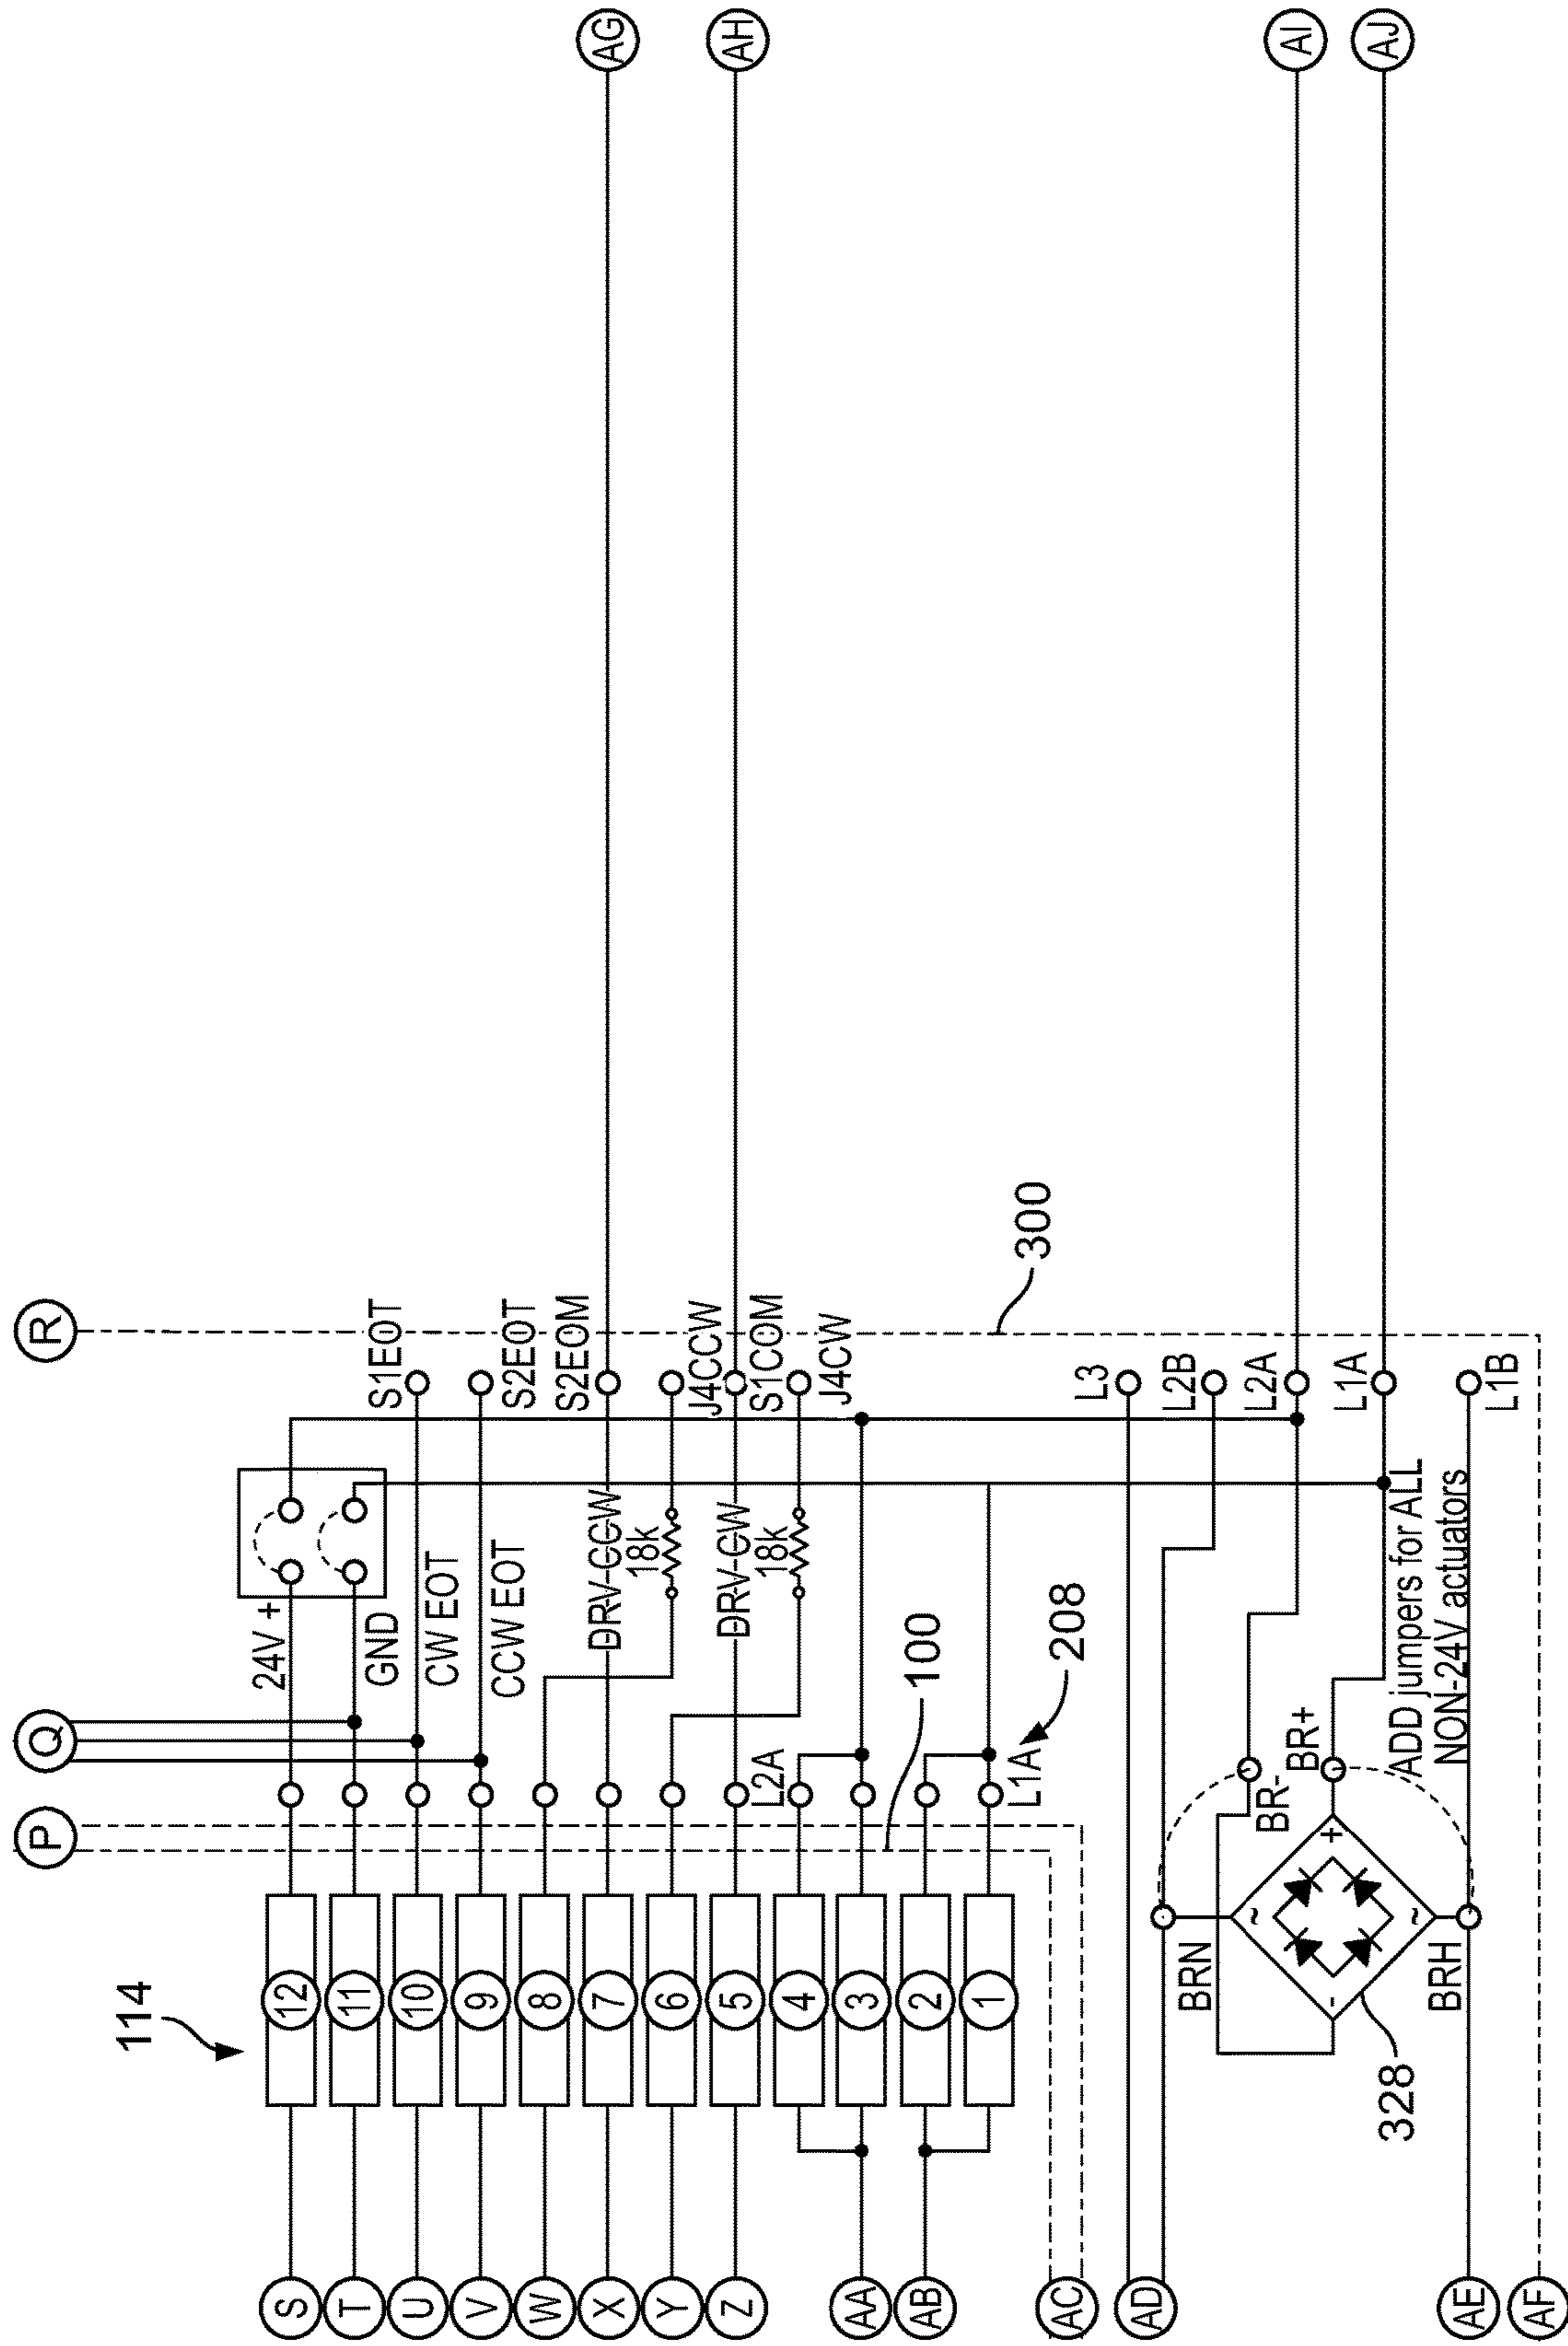 AG
AH
AI
AJ
R
300
S1EOT
S2EOT
S2EOM
J4CCW
S1COM
J4CW
L3
L2B
L2A
L1A
L1B
24V +
GND
CW EOT
CCW EOT
DRV CCW
18k
DRV CW
18k
ADD jumpers for ALL
NON-24V actuators
Q
P
L2A
L1A
208
100
BR-
BR+
BRN
BRH
+
-
~
~
328
114
12
11
10
9
8
7
6
5
4
3
2
1
S
T
U
V
W
X
Y
Z
AA
AB
AC
AD
AE
AF